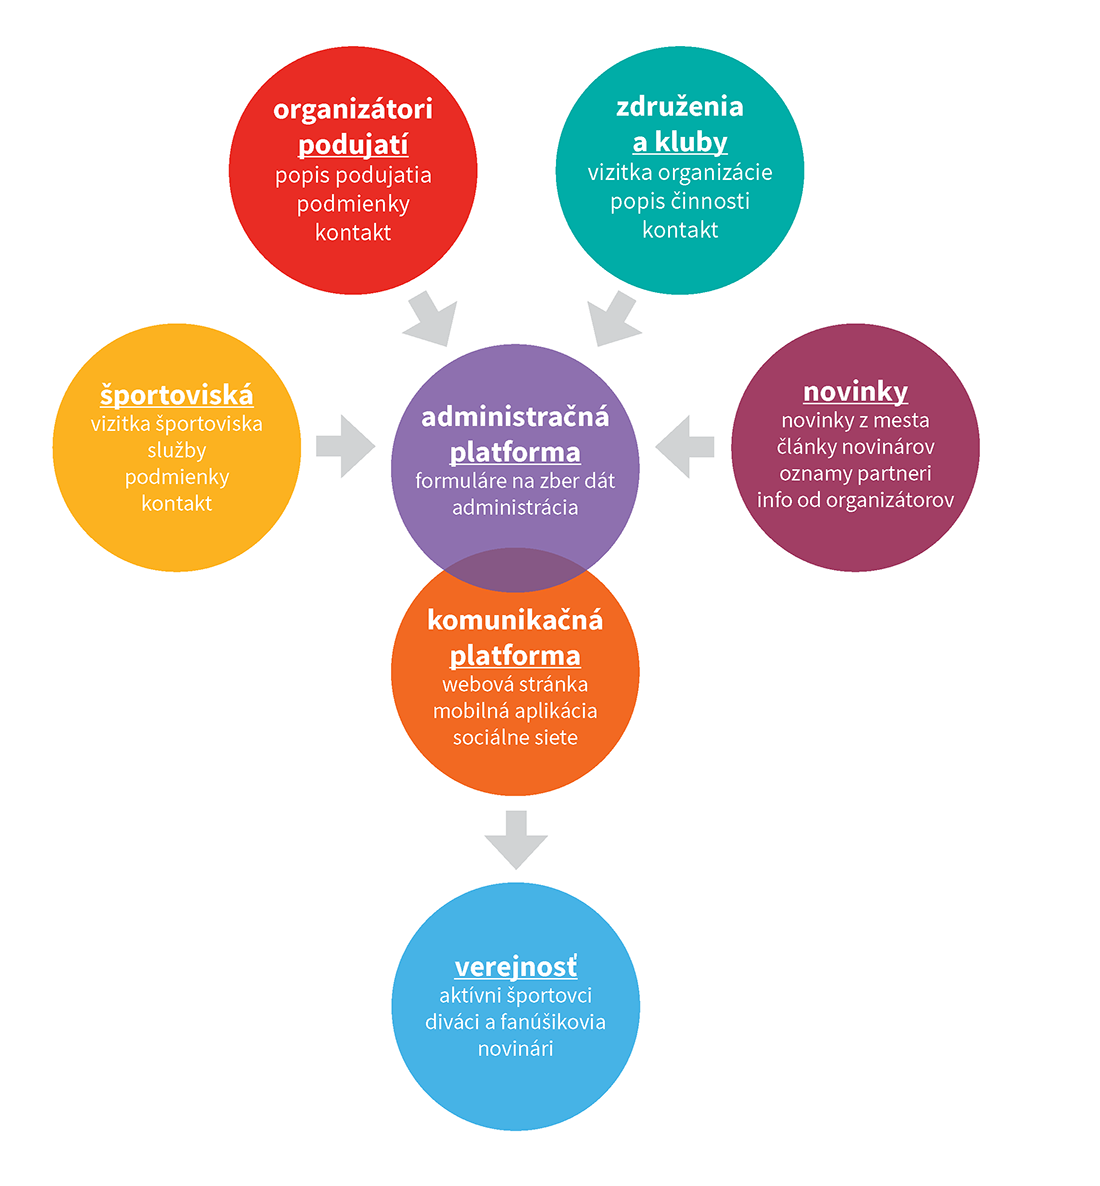 organizátori
podujatí
popis podujatia
podmienky
kontakt
združenia
a kluby
vizitka organizácie
popis činnosti
kontakt
športoviská
vizitka športoviska
služby
podmienky
kontakt
administračná
platforma
formuláre na zber dát
administrácia
novinky
novinky z mesta
články novinárov
oznamy partneri
info od organizátorov
komunikačná
platforma
webová stránka
mobilná aplikácia
sociálne siete
verejnosť
aktívni športovci
diváci a fanúšikovia
novinári